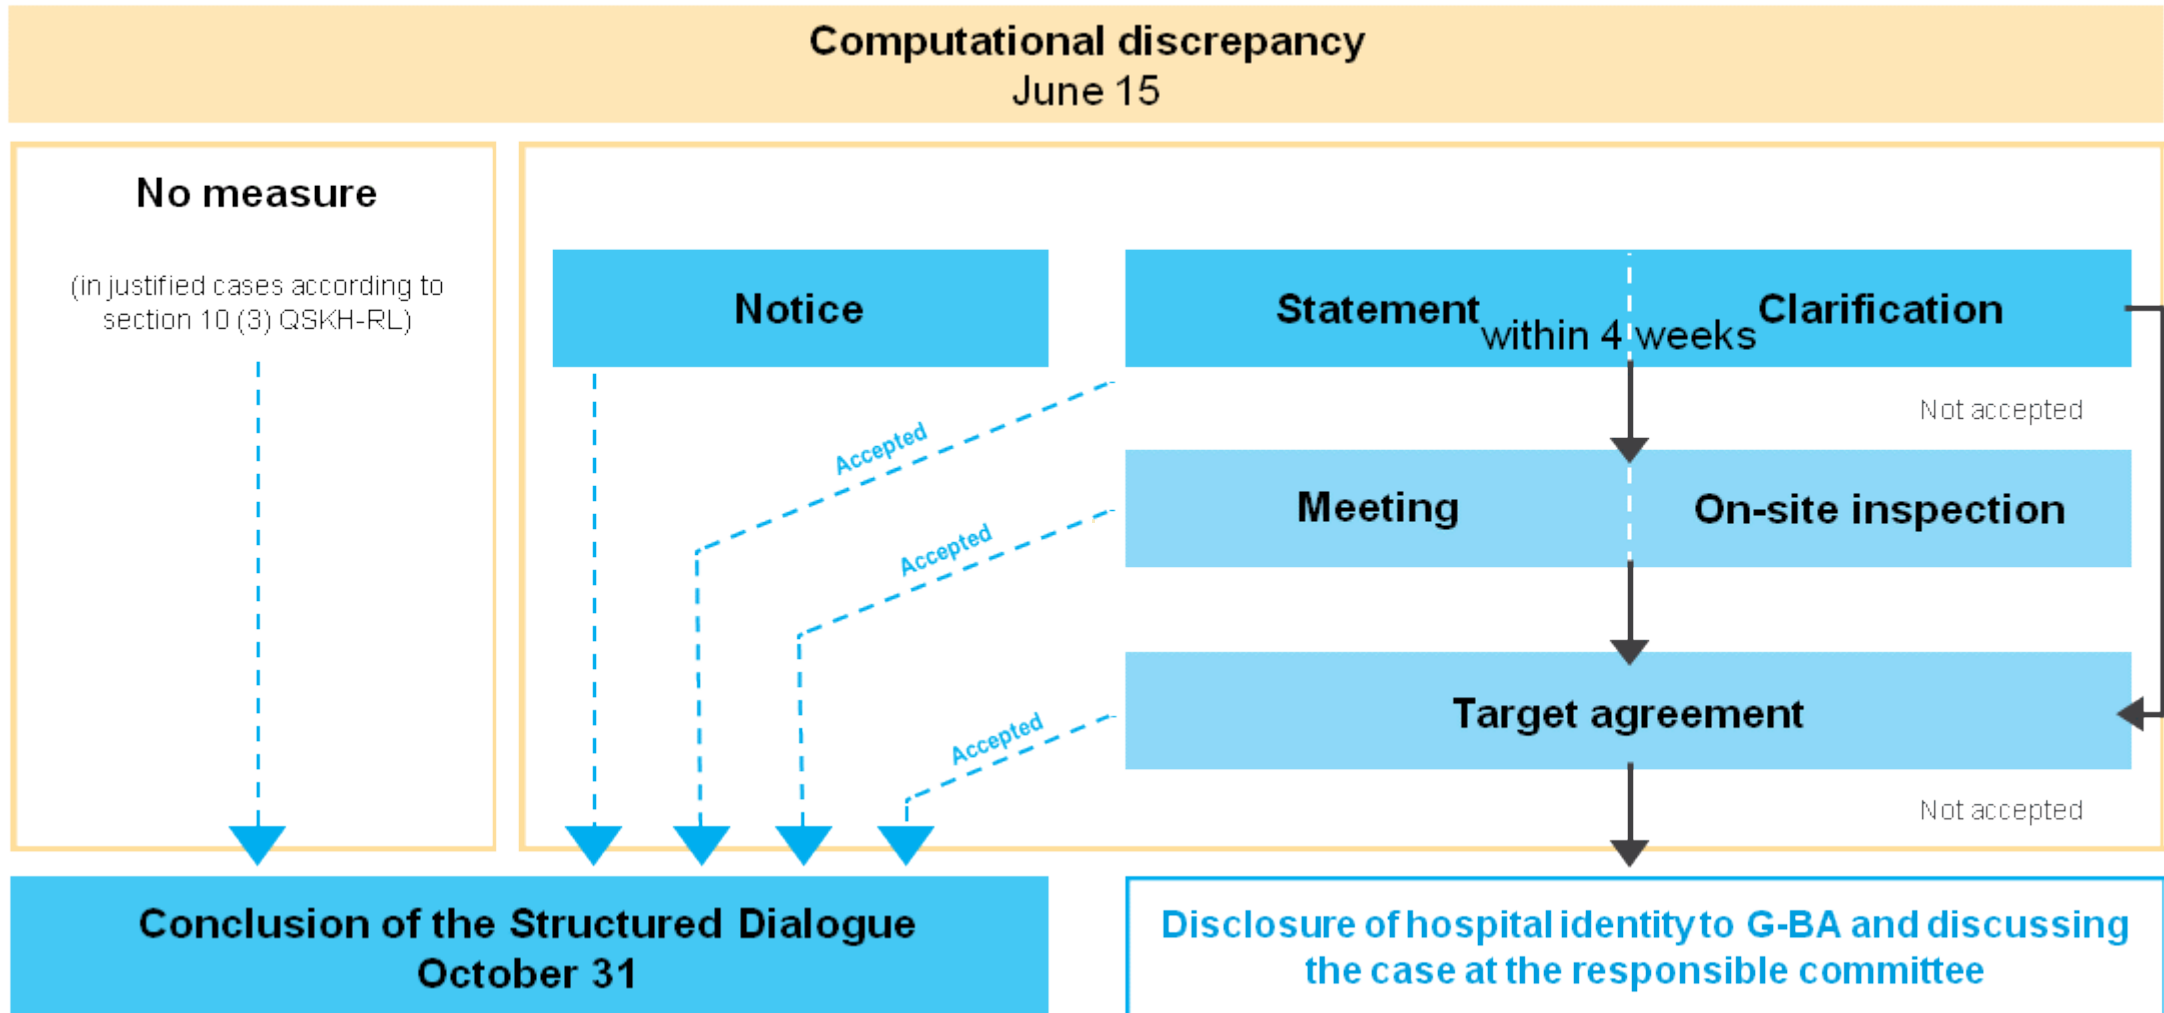 Computational discrepancy
June 15
No measure
(in justified cases according to
section 10 (3) QSKH-RL)
Notice
Statement
within 4 weeks
Clarification
Not accepted
Accepted
Meeting
On-site inspection
Accepted
Target agreement
Accepted
Not accepted
Conclusion of the Structured Dialogue
October 31
Disclosure of hospital identity to G-BA and discussing
the case at the responsible committee